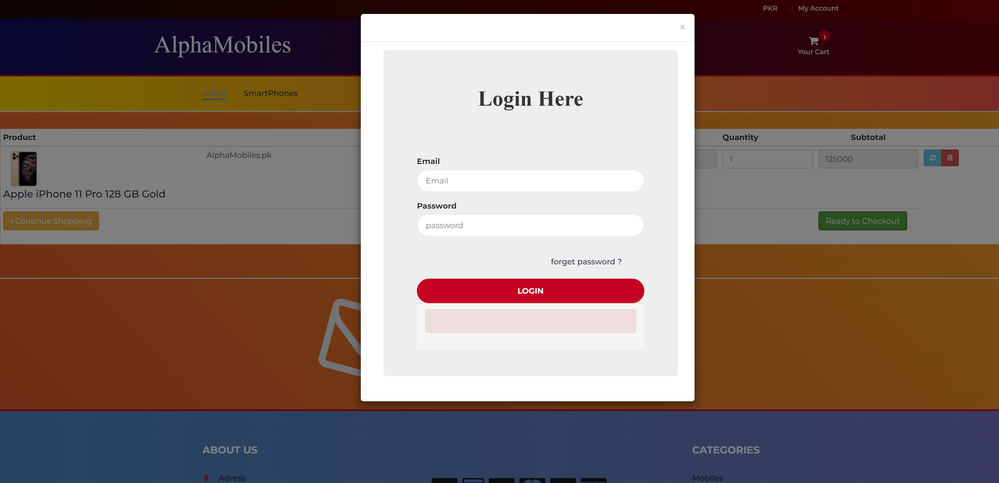 PKR My Account
×
AlphaMobiles
1
Your Cart
Home SmartPhones
Login Here
Product Quantity Subtotal
AlphaMobiles.pk
1 125000
Apple iPhone 11 Pro 128 GB Gold
Continue Shopping
Ready to Checkout
Email
Email
Password
password
forget password ?
LOGIN
ABOUT US
CATEGORIES
Adress
Mobiles